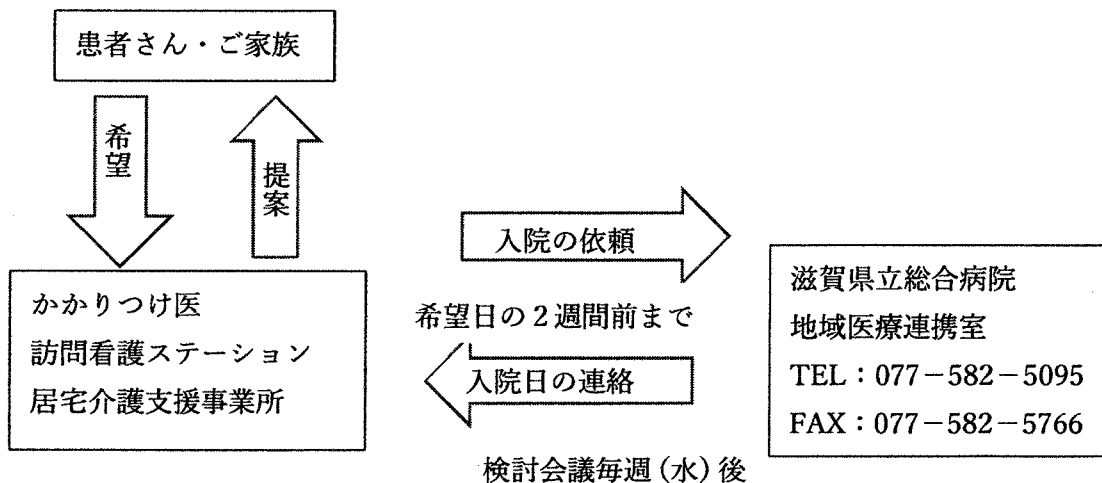 患者さん・ご家族
希望
提案
かかりつけ医
訪問看護ステーション
居宅介護支援事業所
入院の依頼
希望日の2週間前まで
入院日の連絡
検討会議毎週(水)後
滋賀県立総合病院
地域医療連携室
TEL:077-582-5095
FAX:077-582-5766